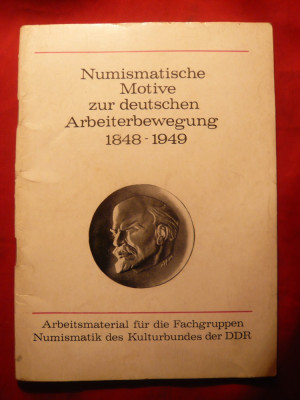 Numismatische
Motive
zur deutschen
Arbeiterbewegung
1848-1949
Arbeitsmaterial für die Fachgruppen
Numismatik des Kulturbundes der DDR